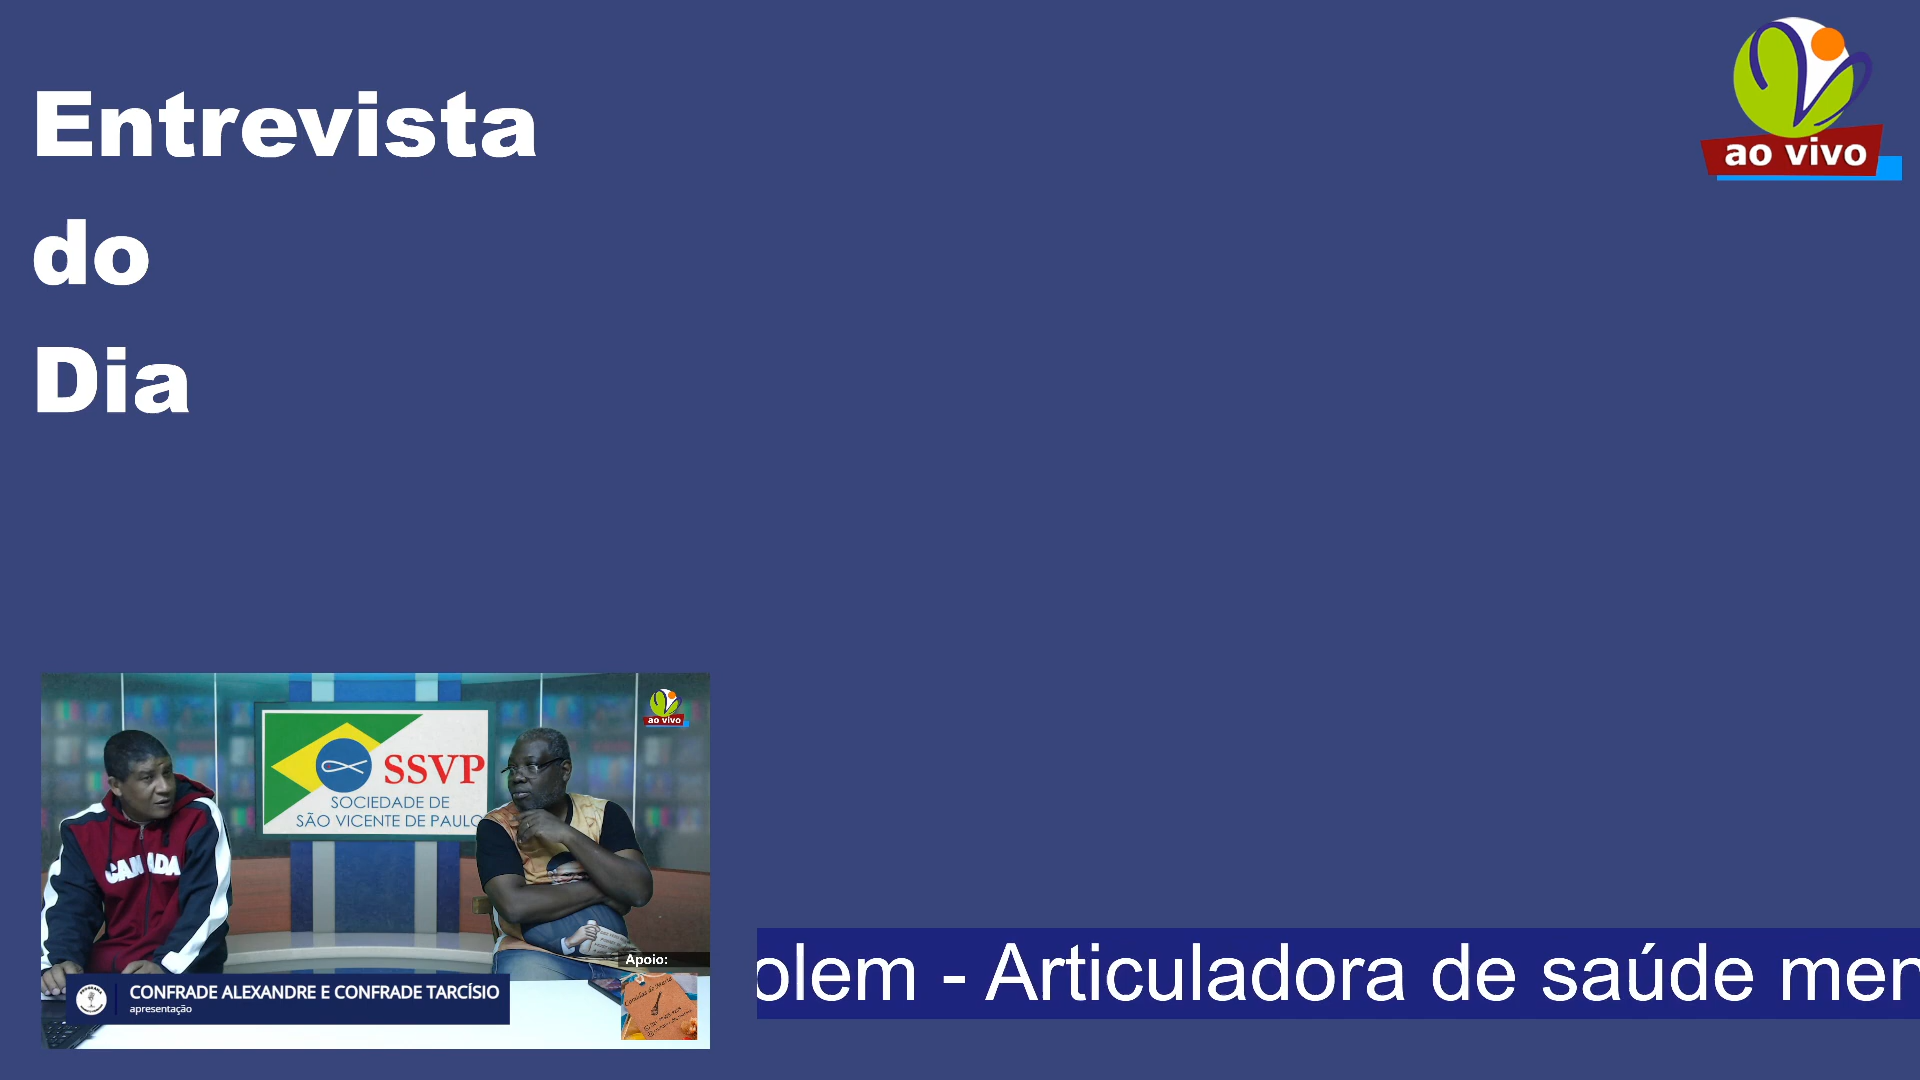 Entrevista
do
Dia
ao vivo
ao vivo
SSVP
SOCIEDADE DE
SÃO VICENTE DE PAULO
CANADA
Apoio:
CONFRADE ALEXANDRE E CONFRADE TARCÍSIO
apresentação
olem - Articuladora de saúde men